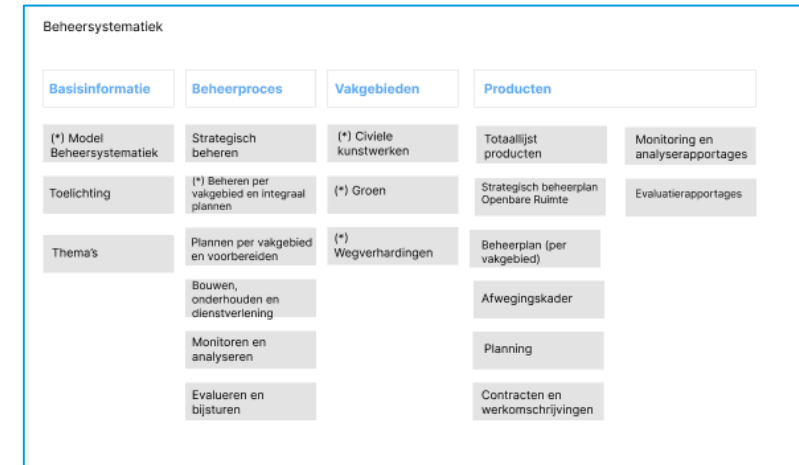 Beheersystematiek
Basisinformatie
Beheerproces
Vakgebieden
Producten
(*) Model
Beheersystematiek
Toelichting
Thema's
Strategisch
beheren
(*) Beheren per
vakgebied en integraal
plannen
Plannen per vakgebied
en voorbereiden
Bouwen,
onderhouden en
dienstverlening
Monitoren en
analyseren
Evalueren en
bijsturen
(*) Civiele
kunstwerken
(*) Groen
(*)
Wegverhardingen
Totaallijst
producten
Strategisch beheerplan
Openbare Ruimte
Beheerplan (per
vakgebied)
Afwegingskader
Planning
Contracten en
werkomschrijvingen
Monitoring en
analyserapportages
Evaluatierapportages